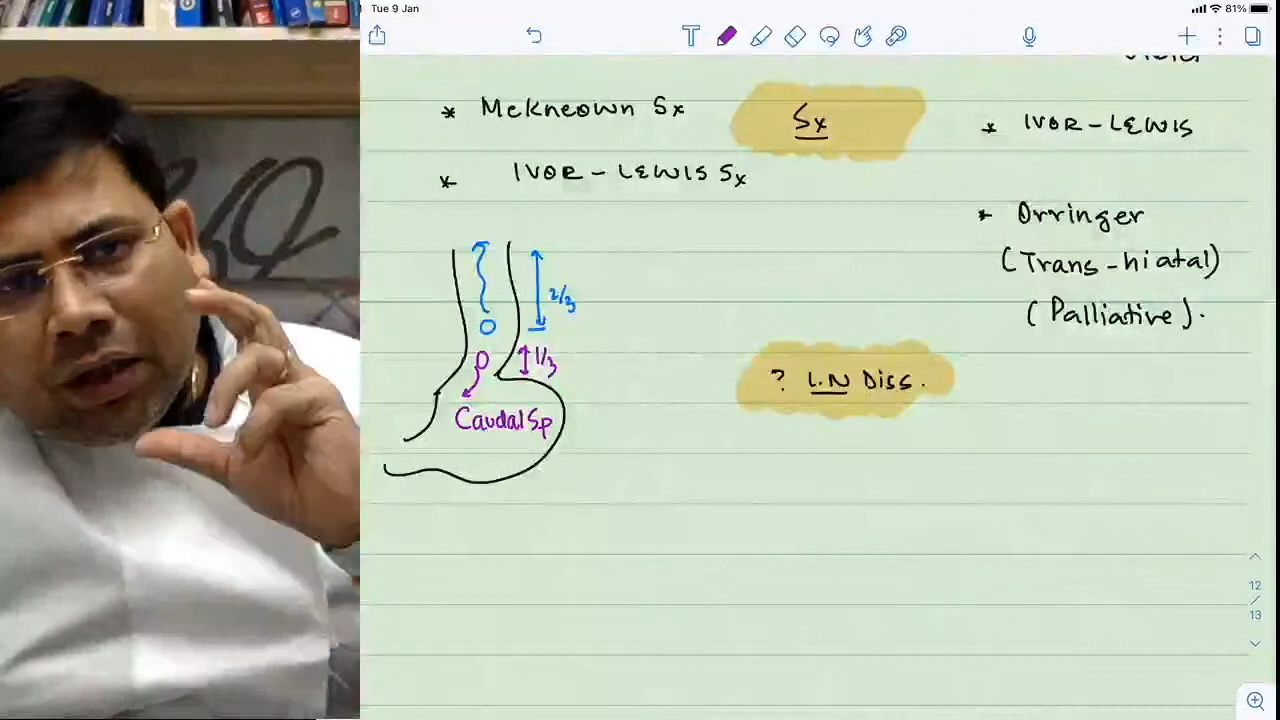 Tue 9 Jan
81%
* McKneown Sx
Sx
* IVOR-LEWIS
* IVOR-LEWIS Sx
* Orringer
(Trans-hiatal)
(Palliative).
2/3
1/3
Caudal Sp
? L.N Diss.
12
/
13